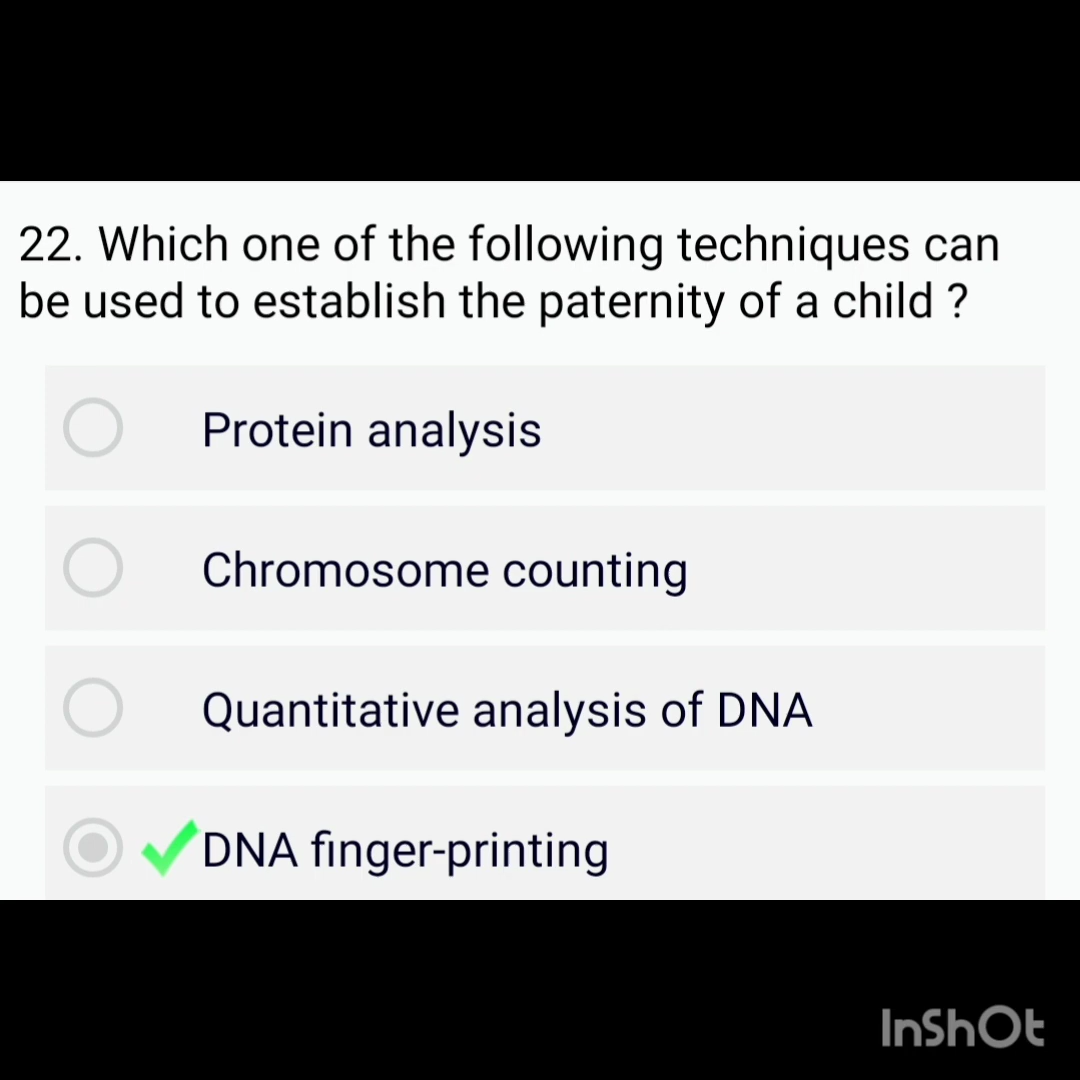 22. Which one of the following techniques can
be used to establish the paternity of a child ?
Protein analysis
Chromosome counting
Quantitative analysis of DNA
DNA finger-printing
InShOt